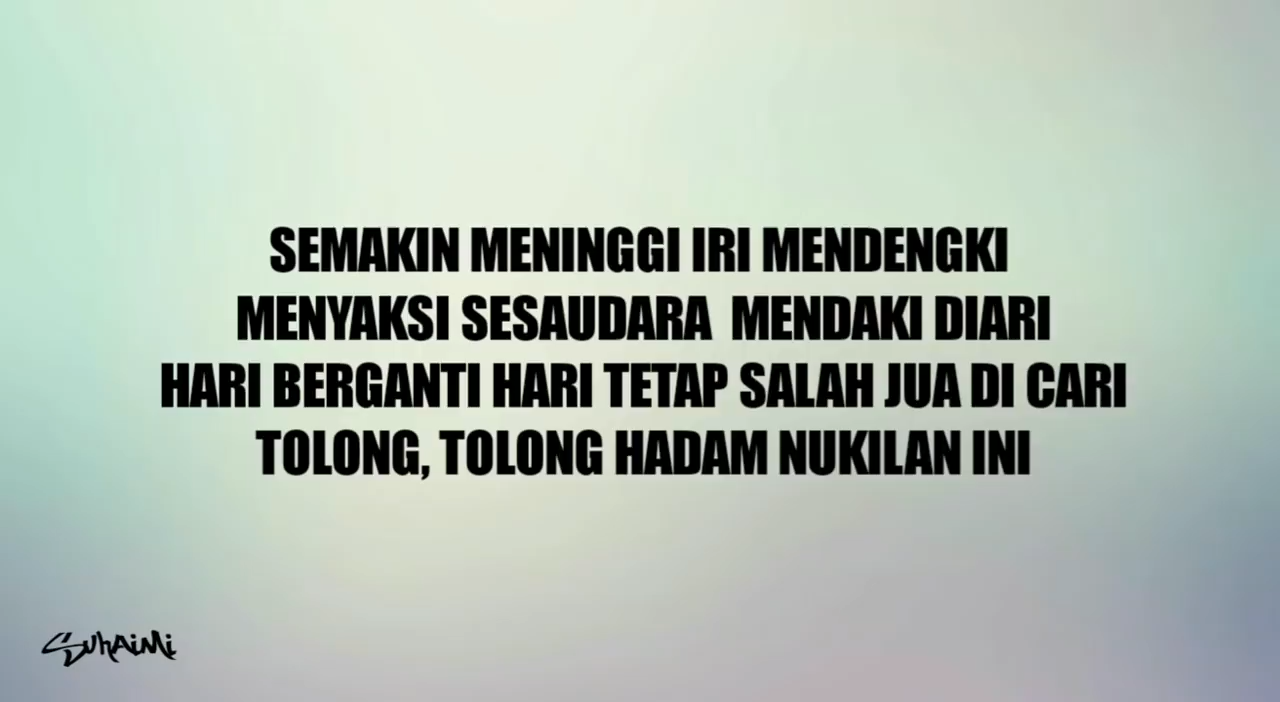 SEMAKIN MENINGGI IRI MENDENGKI
MENYAKSI SESAUDARA MENDAKI DIARI
HARI BERGANTI HARI TETAP SALAH JUA DI CARI
TOLONG, TOLONG HADAM NUKILAN INI
SuhAiMi